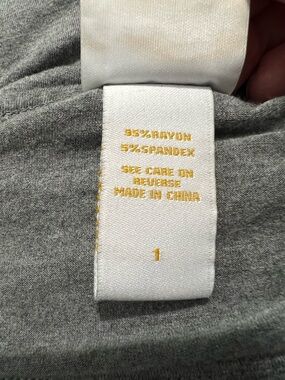 95%RAYON
5%SPANDEX
SEE CARE ON
REVERSE
MADE IN CHINA
1